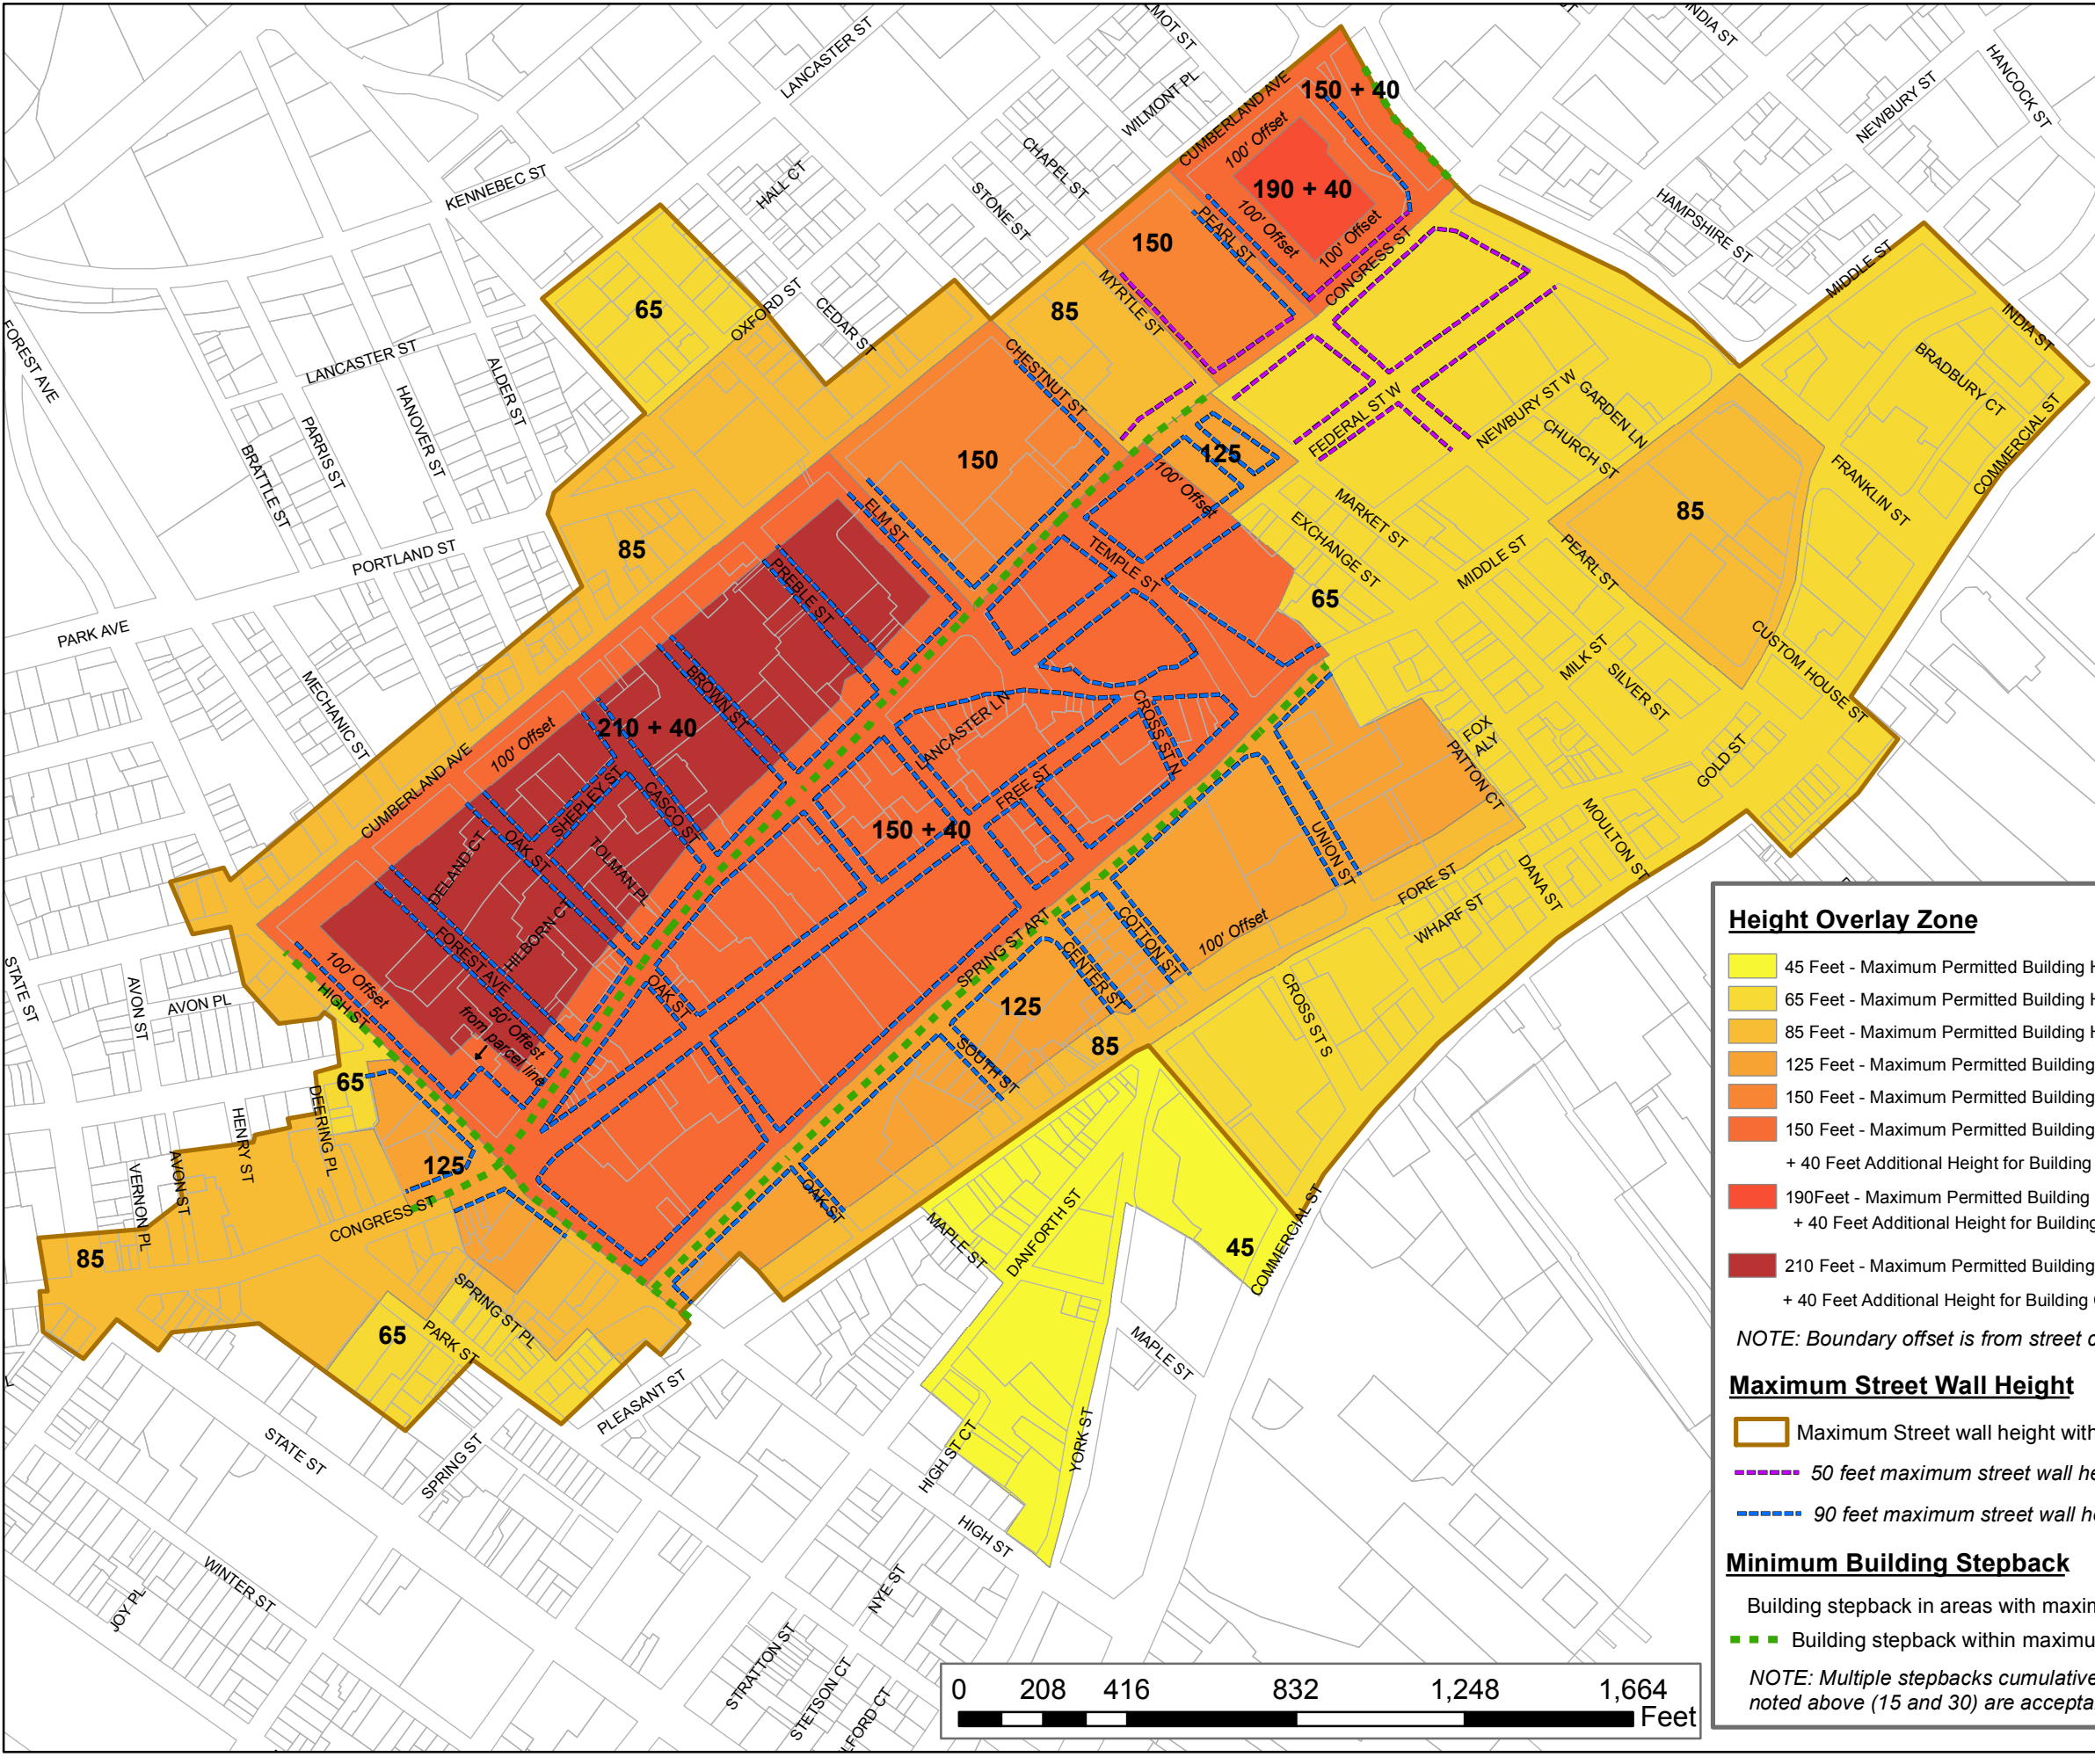 LANCASTER ST
INDIA ST
HANCOCK ST
NEWBURY ST
WILMONT PL
CUMBERLAND AVE
150 + 40
100' Offset
CHAPEL ST
HALL CT
STONE ST
KENNEBEC ST
190 + 40
100' Offset
100' Offset
PEARL ST
CONGRESS ST
HAMPSHIRE ST
MIDDLE ST
INDIA ST
150
MYRTLE ST
85
65
OXFORD ST
CEDAR ST
CHESTNUT ST
FOREST AVE
LANCASTER ST
ALDER ST
HANOVER ST
PARRIS ST
BRATTLE ST
BRADBURY CT
COMMERCIAL ST
FRANKLIN ST
FEDERAL ST W
NEWBURY ST W
GARDEN LN
CHURCH ST
150
125
100' Offset
MARKET ST
EXCHANGE ST
MIDDLE ST
PEARL ST
85
85
ELM ST
TEMPLE ST
PREBLE ST
PORTLAND ST
PARK AVE
65
MILK ST
SILVER ST
CUSTOM HOUSE ST
MECHANIC ST
BROWN ST
210 + 40
100' Offset
LANCASTER LN
CROSS ST N
FOX
ALY
PATTON CT
GOLD ST
CUMBERLAND AVE
SHEPLEY ST
CASCO ST
FREE ST
150 + 40
OAK ST
TOLMAN PL
DELAND CT
HILBORN CT
FOREST AVE
UNION ST
FORE ST
MOULTON ST
DANA ST
WHARF ST
100' Offset
COTTON ST
CENTER ST
SPRING ST ART
CROSS ST S
STATE ST
AVON ST
AVON PL
100' Offset
HIGH ST
50' Offest
from parcel line
OAK ST
125
85
SOUTH ST
65
DEERING PL
HENRY ST
AVON ST
VERNON PL
125
CONGRESS ST
85
OAK ST
MAPLE ST
DANFORTH ST
45
COMMERCIAL ST
SPRING ST PL
65
PARK ST
PLEASANT ST
MAPLE ST
YORK ST
HIGH ST CT
HIGH ST
STATE ST
SPRING ST
WINTER ST
JOY PL
NYE ST
STRATTON ST
STETSON CT
Height Overlay Zone
45 Feet - Maximum Permitted Building H
65 Feet - Maximum Permitted Building H
85 Feet - Maximum Permitted Building H
125 Feet - Maximum Permitted Building
150 Feet - Maximum Permitted Building
150 Feet - Maximum Permitted Building
+ 40 Feet Additional Height for Building
190Feet - Maximum Permitted Building
+ 40 Feet Additional Height for Building
210 Feet - Maximum Permitted Building
+ 40 Feet Additional Height for Building
NOTE: Boundary offset is from street
Maximum Street Wall Height
Maximum Street wall height with
50 feet maximum street wall he
90 feet maximum street wall he
Minimum Building Stepback
Building stepback in areas with maxim
Building stepback within maximu
NOTE: Multiple stepbacks cumulative
noted above (15 and 30) are accepta
0 208 416 832 1,248 1,664
Feet